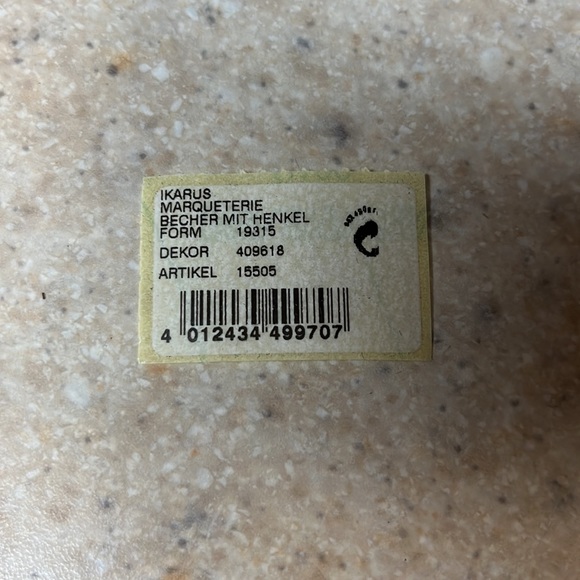 IKARUS
MARQUETERIE
BECHER MIT HENKEL
FORM 19315
DEKOR 409618
ARTIKEL 15505
4 012434 499707